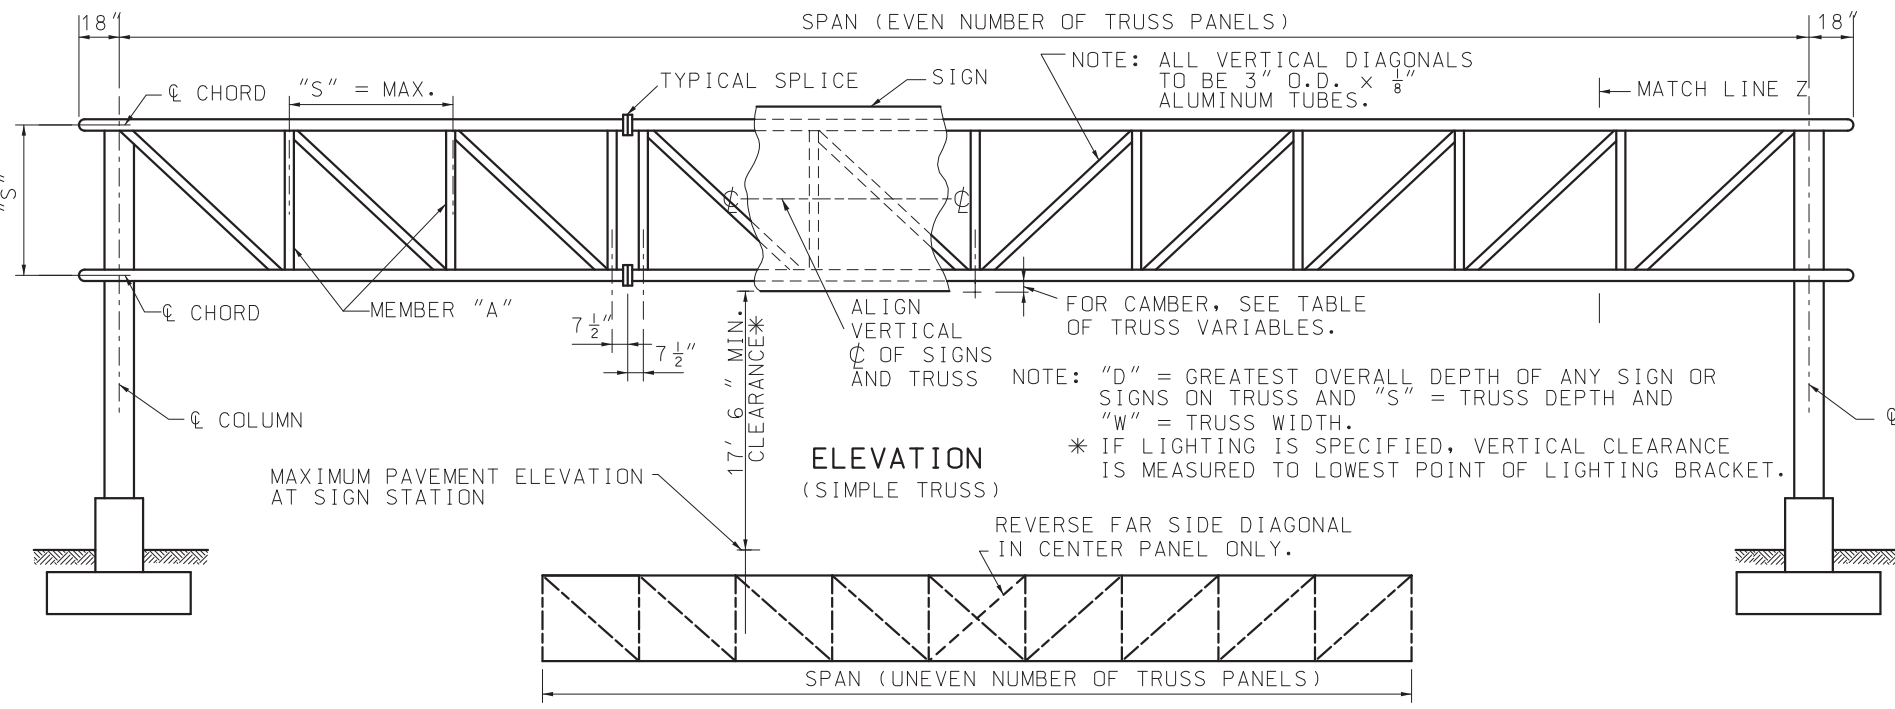 18"
SPAN (EVEN NUMBER OF TRUSS PANELS)
18"
℄ CHORD
"S" = MAX.
TYPICAL SPLICE
SIGN
NOTE: ALL VERTICAL DIAGONALS
TO BE 3" O.D. x 1/8"
ALUMINUM TUBES.
MATCH LINE Z
"S"
℄
℄
℄ CHORD
MEMBER "A"
7 1/2"
7 1/2"
17' 6" MIN.
CLEARANCE*
ALIGN
VERTICAL
℄ OF SIGNS
AND TRUSS
FOR CAMBER, SEE TABLE
OF TRUSS VARIABLES.
NOTE: "D" = GREATEST OVERALL DEPTH OF ANY SIGN OR
SIGNS ON TRUSS AND "S" = TRUSS DEPTH AND
"W" = TRUSS WIDTH.
* IF LIGHTING IS SPECIFIED, VERTICAL CLEARANCE
IS MEASURED TO LOWEST POINT OF LIGHTING BRACKET.
℄ COLUMN
℄
ELEVATION
(SIMPLE TRUSS)
MAXIMUM PAVEMENT ELEVATION
AT SIGN STATION
REVERSE FAR SIDE DIAGONAL
IN CENTER PANEL ONLY.
SPAN (UNEVEN NUMBER OF TRUSS PANELS)